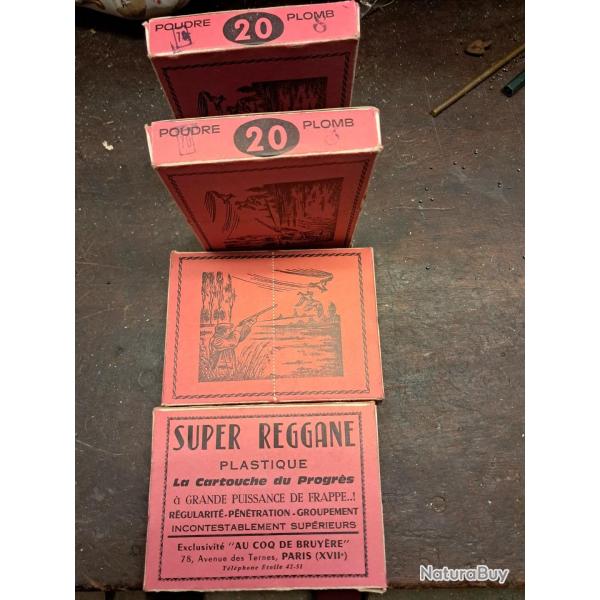 POUDRE 20 PLOMB
POUDRE 20 PLOMB
SUPER REGGANE
PLASTIQUE
La Cartouche du Progrès
à GRANDE PUISSANCE DE FRAPPE..!
RÉGULARITÉ-PÉNÉTRATION-GROUPEMENT
INCONTESTABLEMENT SUPÉRIEURS
Exclusivité "AU COQ DE BRUYÈRE"
78, Avenue des Ternes, PARIS (XVIIe)
Téléphone Etoile 42-51
NaturaBuy